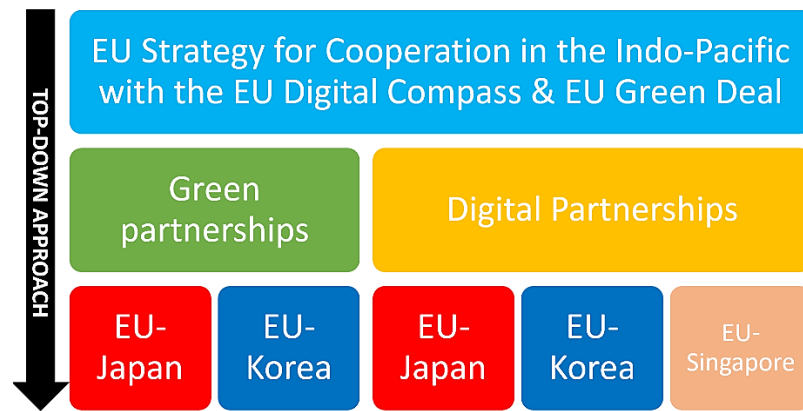 TOP-DOWN APPROACH
EU Strategy for Cooperation in the Indo-Pacific
with the EU Digital Compass & EU Green Deal
Green
partnerships
Digital Partnerships
EU-
Japan
EU-
Korea
EU-
Japan
EU-
Korea
EU-
Singapore